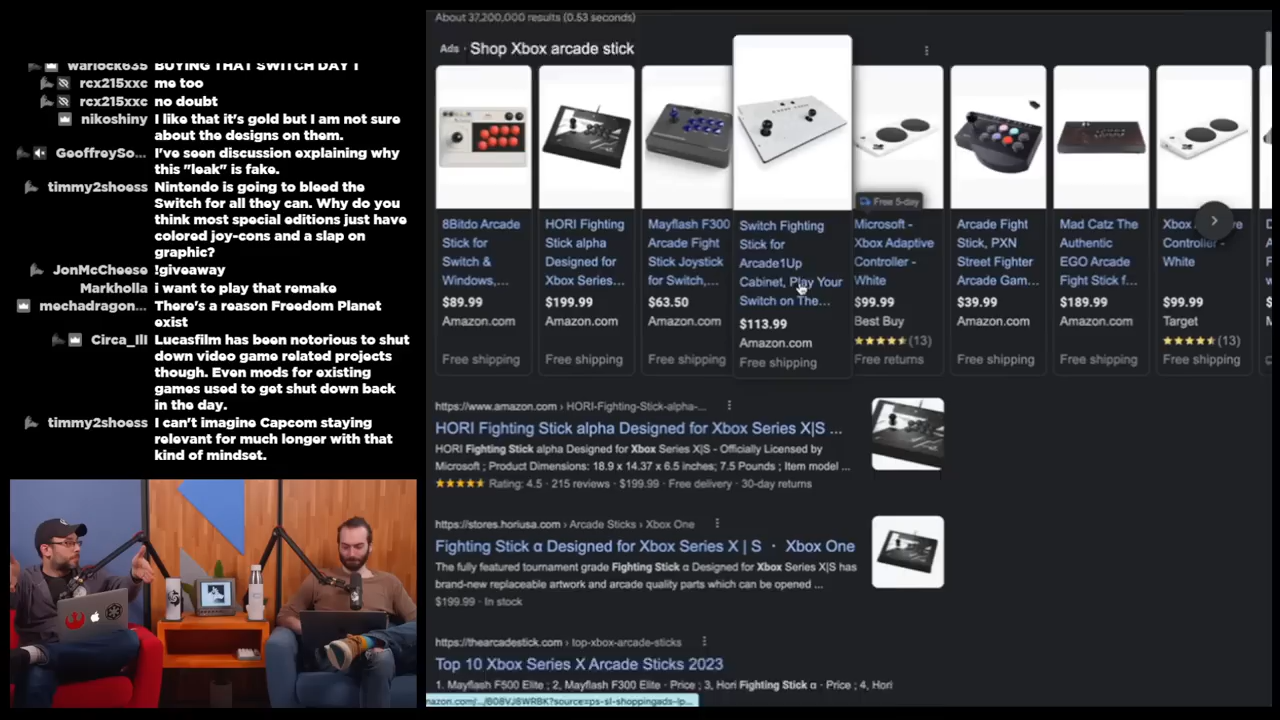 warlock635 BUYING THAT SWITCH DAY 1
rcx215xxc me too
rcx215xxc no doubt
nikoshiny I like that it's gold but I am not sure
about the designs on them.
GeoffreySo... I've seen discussion explaining why
this "leak" is fake.
timmy2shoess Nintendo is going to bleed the
Switch for all they can. Why do you
think most special editions just have
colored joy-cons and a slap on
graphic?
JonMcCheese !giveaway
Markholla i want to play that remake
mechadragon... There's a reason Freedom Planet
exist
Circa_III Lucasfilm has been notorious to shut
down video game related projects
though. Even mods for existing
games used to get shut down back
in the day.
timmy2shoess I can't imagine Capcom staying
relevant for much longer with that
kind of mindset.
About 37,200,000 results (0.53 seconds)
Ads · Shop Xbox arcade stick
8Bitdo Arcade
Stick for
Switch &
Windows,...
$89.99
Amazon.com
Free shipping
HORI Fighting
Stick alpha
Designed for
Xbox Series...
$199.99
Amazon.com
Free shipping
Mayflash F300
Arcade Fight
Stick Joystick
for Switch,...
$63.50
Amazon.com
Free shipping
Switch Fighting
Stick for
Arcade1Up
Cabinet, Play Your
Switch on The...
$113.99
Amazon.com
Free shipping
Free 5-day
Microsoft -
Xbox Adaptive
Controller -
White
$99.99
Best Buy
(13)
Free returns
Arcade Fight
Stick, PXN
Street Fighter
Arcade Gam...
$39.99
Amazon.com
Free shipping
Mad Catz The
Authentic
EGO Arcade
Fight Stick f...
$189.99
Amazon.com
Free shipping
Xbox
Controller -
White
$99.99
Target
(13)
Free shipping
https://www.amazon.com › HORI-Fighting-Stick-alpha-...
HORI Fighting Stick alpha Designed for Xbox Series X|S ...
HORI Fighting Stick alpha Designed for Xbox Series X|S - Officially Licensed by
Microsoft ; Product Dimensions: 18.9 x 14.37 x 6.5 inches; 7.5 Pounds ; Item model ...
Rating: 4.5 · 215 reviews · $199.99 · Free delivery · 30-day returns
https://stores.horiusa.com › Arcade Sticks › Xbox One
Fighting Stick α Designed for Xbox Series X | S ・ Xbox One
The fully featured tournament grade Fighting Stick α Designed for Xbox Series X|S has
brand-new replaceable artwork and arcade quality parts which can be opened ...
$199.99 · In stock
https://thearcadestick.com › top-xbox-arcade-sticks
Top 10 Xbox Series X Arcade Sticks 2023
1. Mayflash F500 Elite ; 2, Mayflash F300 Elite · Price ; 3, Hori Fighting Stick α · Price ; 4, Hori